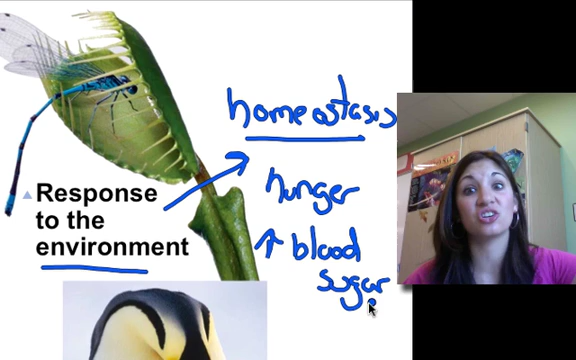 homeostasis
Response
to the
environment
hunger
↑ blood
sugar